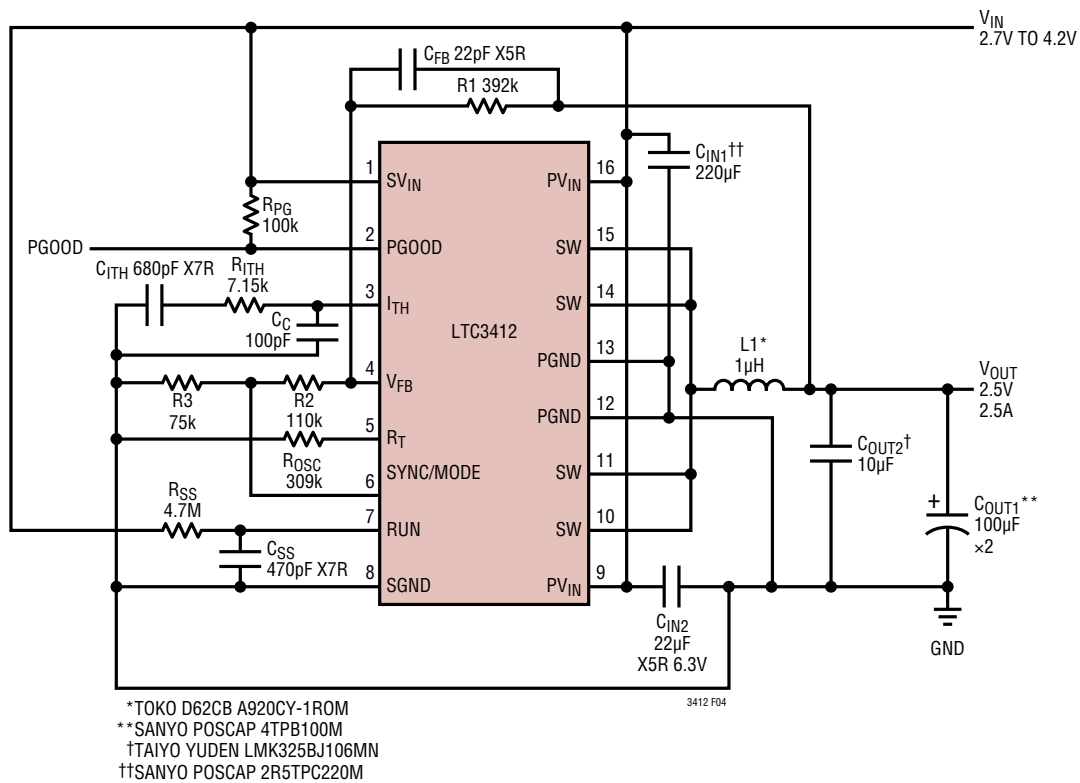 VIN
2.7V TO 4.2V
CFB 22pF X5R
R1 392k
CIN1††
220µF
1
SVIN
PVIN
16
RPG
100k
PGOOD
2
PGOOD
SW
15
CITH 680pF X7R
RITH
7.15k
3
ITH
SW
14
CC
100pF
LTC3412
PGND
13
L1*
1µH
4
VFB
R3
75k
R2
110k
PGND
12
VOUT
2.5V
2.5A
5
RT
ROSC
309k
6
SYNC/MODE
SW
11
COUT2†
10µF
RSS
4.7M
7
RUN
SW
10
COUT1**
100µF
×2
+
CSS
470pF X7R
8
SGND
PVIN
9
CIN2
22µF
X5R 6.3V
GND
3412 F04
*TOKO D62CB A920CY-1ROM
**SANYO POSCAP 4TPB100M
†TAIYO YUDEN LMK325BJ106MN
††SANYO POSCAP 2R5TPC220M